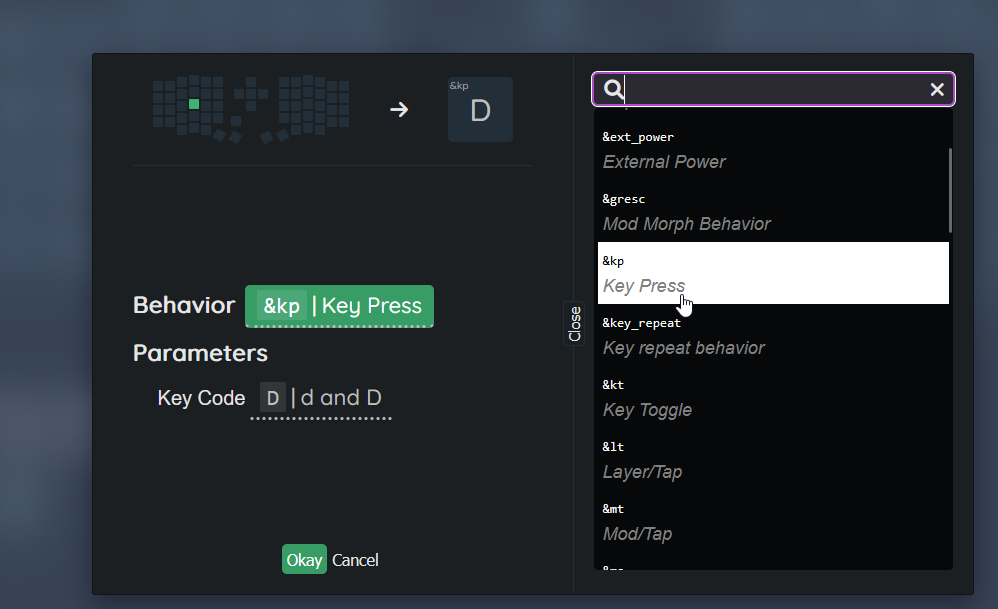 &kp
D
Behavior &kp | Key Press
Parameters
Key Code D | d and D
Okay Cancel
Close
&ext_power
External Power
&gresc
Mod Morph Behavior
&kp
Key Press
&key_repeat
Key repeat behavior
&kt
Key Toggle
&lt
Layer/Tap
&mt
Mod/Tap